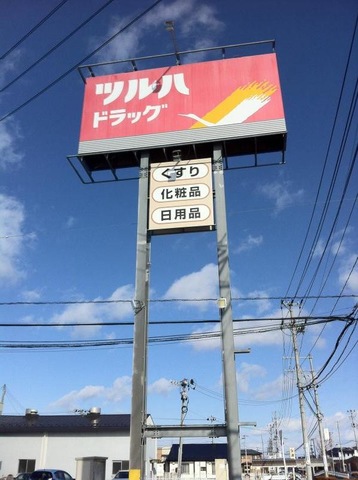 ツルハ
ドラッグ
くすり
化粧品
日用品